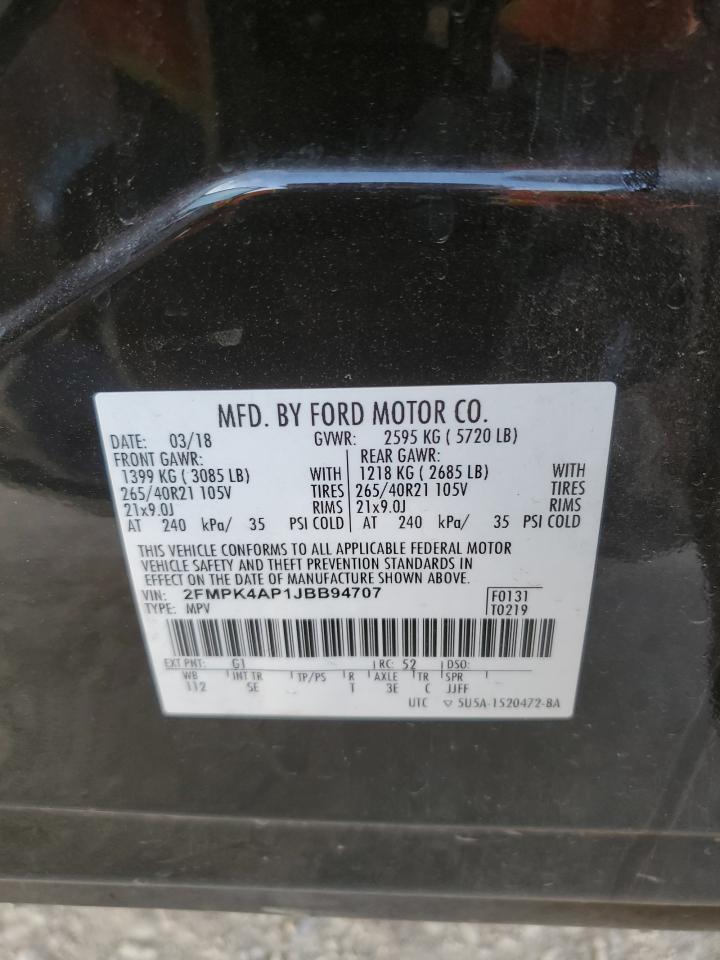 MFD. BY FORD MOTOR CO.
DATE: 03/18 GVWR: 2595 KG ( 5720 LB)
FRONT GAWR: REAR GAWR:
1399 KG ( 3085 LB) WITH 1218 KG ( 2685 LB) WITH
265/40R21 105V TIRES 265/40R21 105V TIRES
21x9.0J RIMS 21x9.0J RIMS
AT 240 kPa/ 35 PSI COLD AT 240 kPa/ 35 PSI COLD
THIS VEHICLE CONFORMS TO ALL APPLICABLE FEDERAL MOTOR
VEHICLE SAFETY AND THEFT PREVENTION STANDARDS IN
EFFECT ON THE DATE OF MANUFACTURE SHOWN ABOVE.
VIN: 2FMPK4AP1JBB94707 F0131
TYPE: MPV T0219
EXT PNT: G1 RC: 52 DSO:
WB INT TR TP/PS R AXLE TR SPR
112 SE T 3E C JJFF
UTC ▽ 5U5A-1520472-BA